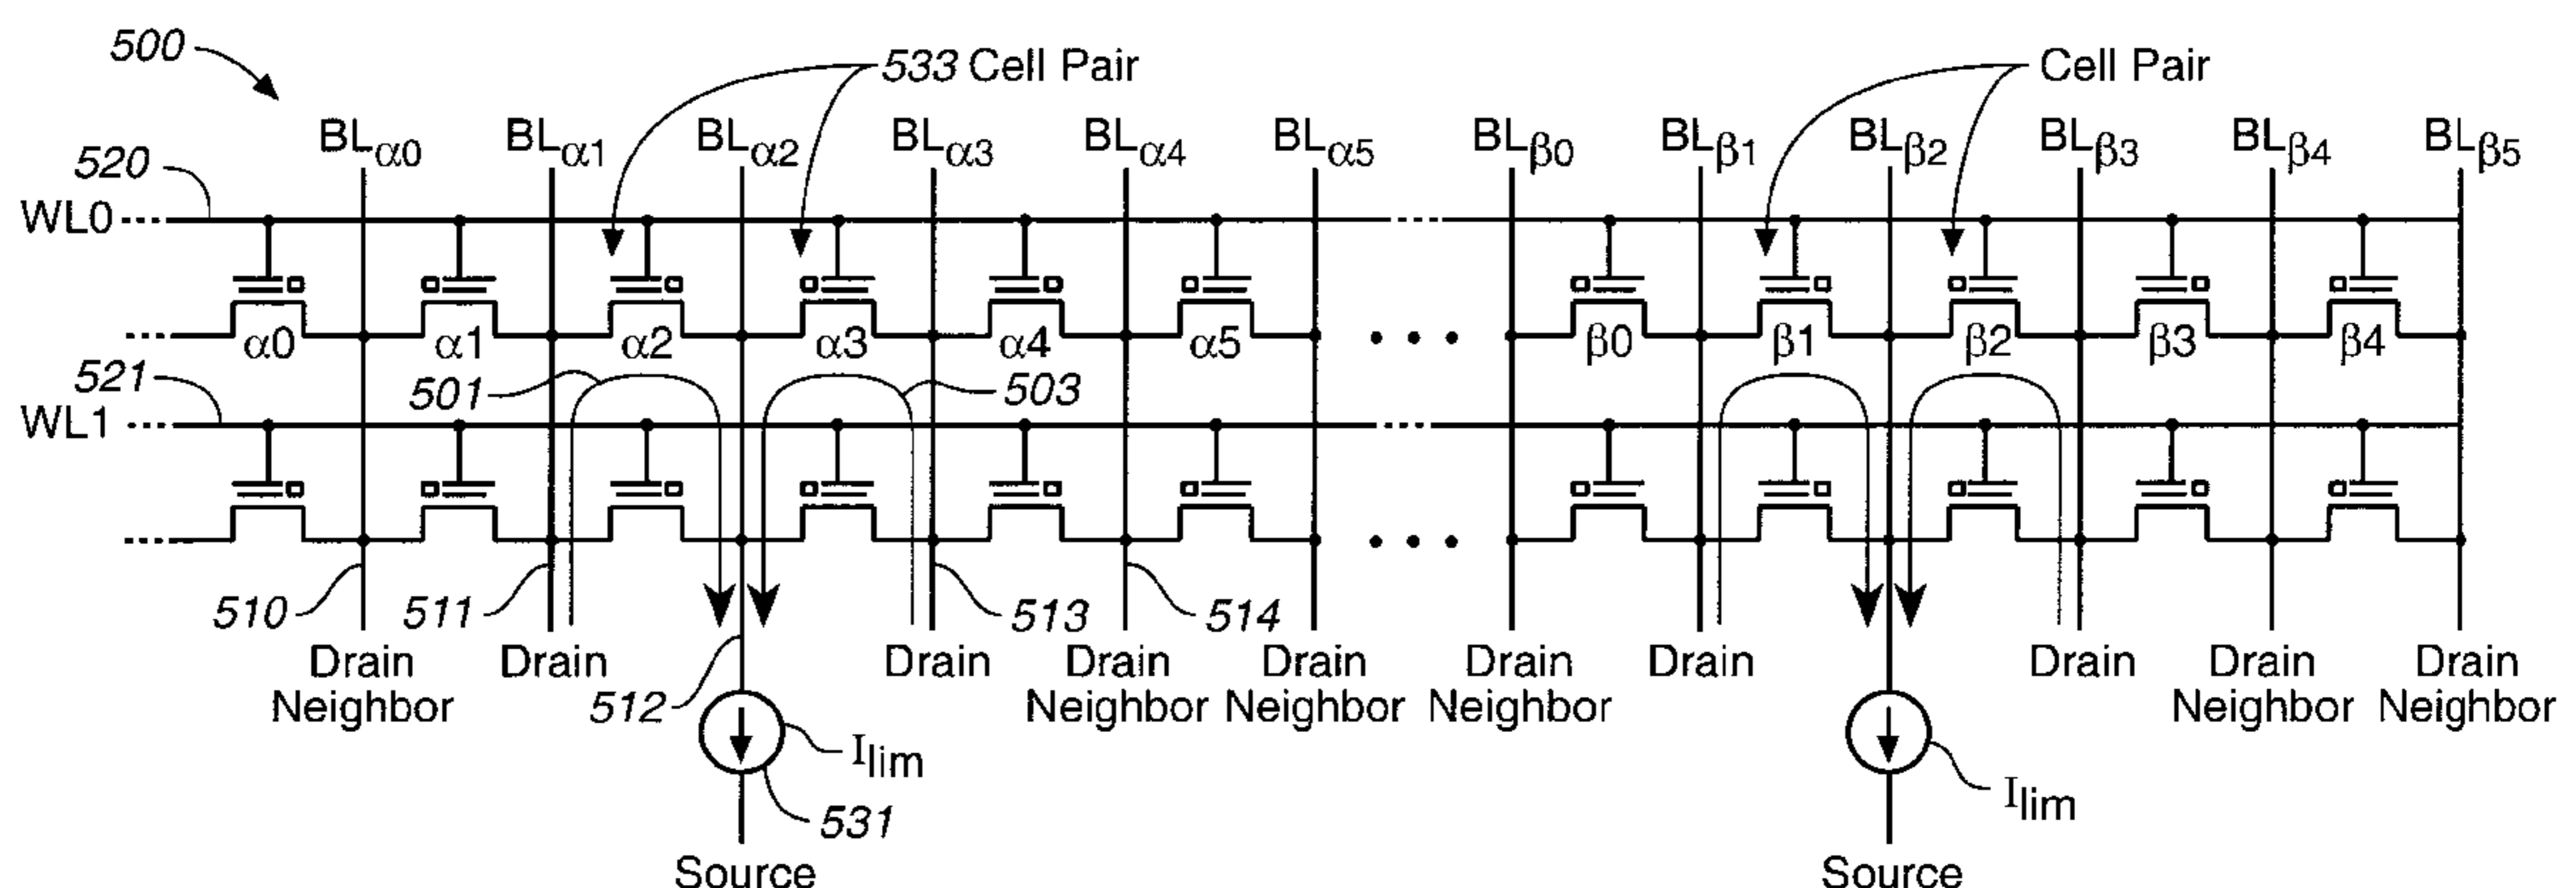 500
533 Cell Pair
Cell Pair
BLα0 BLα1 BLα2 BLα3 BLα4 BLα5 BLβ0 BLβ1 BLβ2 BLβ3 BLβ4 BLβ5
520
WL0
α0 α1 α2 α3 α4 α5 β0 β1 β2 β3 β4
521
501 503
WL1
510 511 513 514
Drain Neighbor
Drain
Drain
Drain Neighbor
Drain Neighbor
Drain Neighbor
Drain
Drain
Drain Neighbor
Drain Neighbor
512
Ilim
Ilim
531
Source
Source